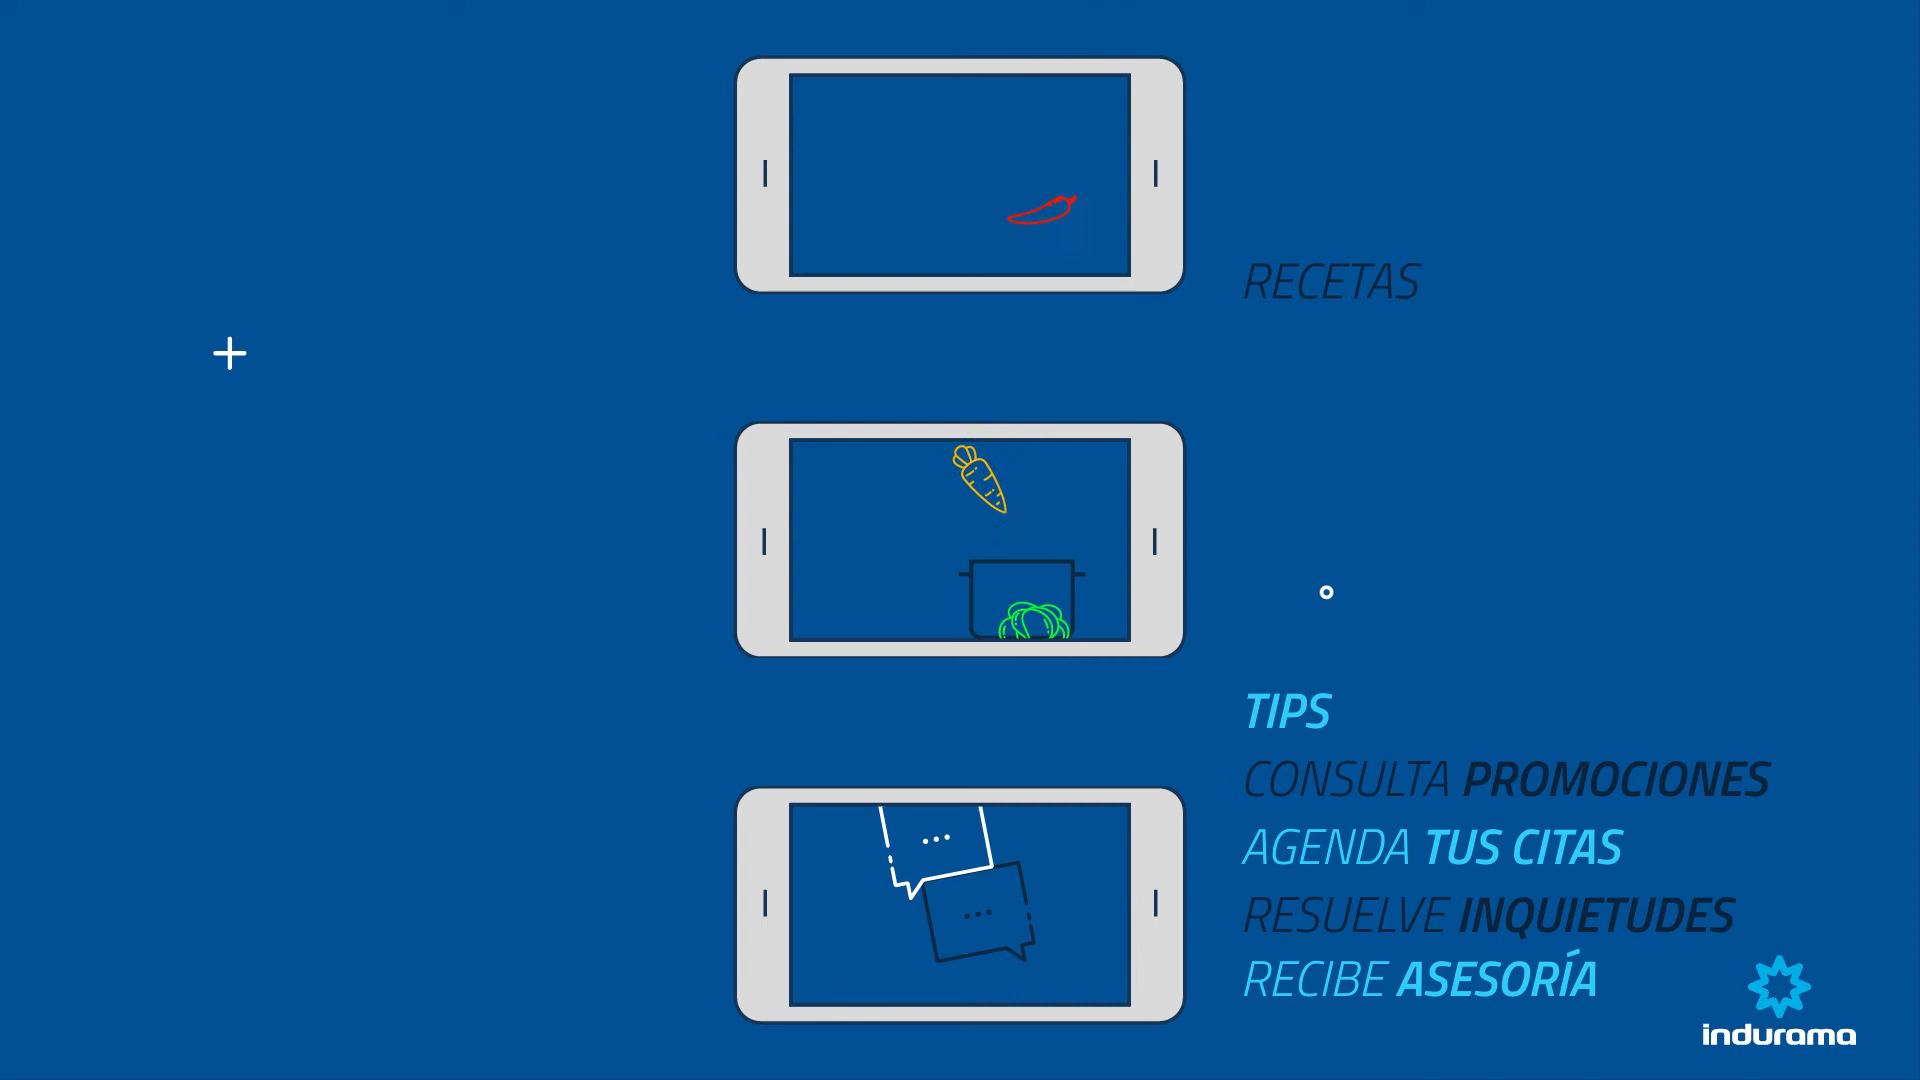 RECETAS
TIPS
CONSULTA PROMOCIONES
AGENDA TUS CITAS
RESUELVE INQUIETUDES
RECIBE ASESORÍA
indurama